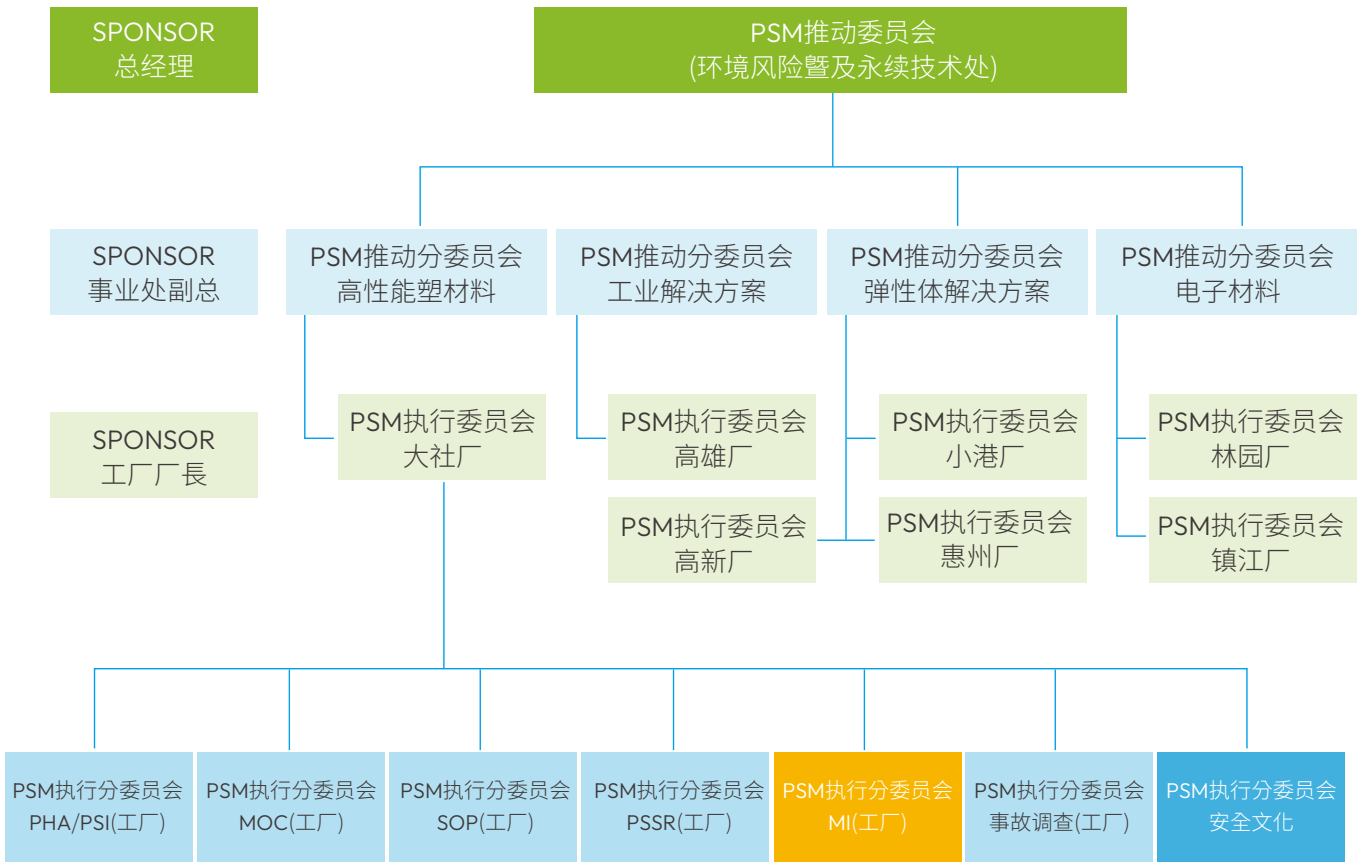 SPONSOR
总经理
PSM推动委员会
(环境风险暨及永续技术处)
SPONSOR
事业处副总
PSM推动分委员会
高性能塑材料
PSM推动分委员会
工业解决方案
PSM推动分委员会
弹性体解决方案
PSM推动分委员会
电子材料
SPONSOR
工厂厂長
PSM执行委员会
大社厂
PSM执行委员会
高雄厂
PSM执行委员会
小港厂
PSM执行委员会
林园厂
PSM执行委员会
高新厂
PSM执行委员会
惠州厂
PSM执行委员会
镇江厂
PSM执行分委员会
PHA/PSI(工厂)
PSM执行分委员会
MOC(工厂)
PSM执行分委员会
SOP(工厂)
PSM执行分委员会
PSSR(工厂)
PSM执行分委员会
MI(工厂)
PSM执行分委员会
事故调查(工厂)
PSM执行分委员会
安全文化